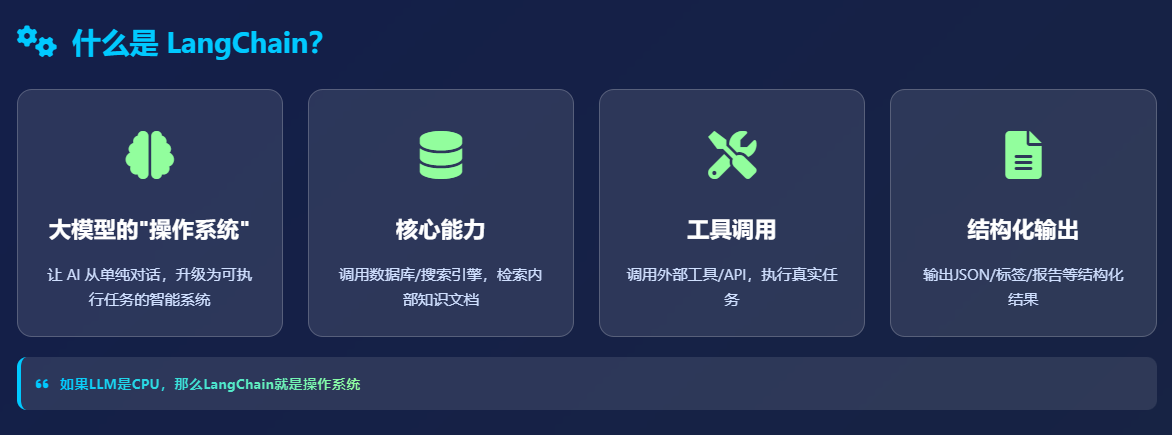 什么是 LangChain？
大模型的"操作系统"
让 AI 从单纯对话，升级为可执
行任务的智能系统
核心能力
调用数据库/搜索引擎，检索内
部知识文档
工具调用
调用外部工具/API，执行真实任
务
结构化输出
输出JSON/标签/报告等结构化
结果
如果LLM是CPU，那么LangChain就是操作系统